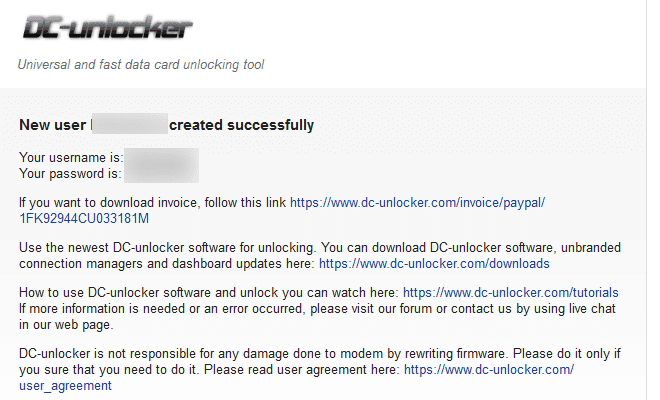 DC-unlocker
Universal and fast data card unlocking tool
New user created successfully
Your username is:
Your password is:
If you want to download invoice, follow this link https://www.dc-unlocker.com/invoice/paypal/
1FK92944CU033181M
Use the newest DC-unlocker software for unlocking. You can download DC-unlocker software, unbranded
connection managers and dashboard updates here: https://www.dc-unlocker.com/downloads
How to use DC-unlocker software and unlock you can watch here: https://www.dc-unlocker.com/tutorials
If more information is needed or an error occurred, please visit our forum or contact us by using live chat
in our web page.
DC-unlocker is not responsible for any damage done to modem by rewriting firmware. Please do it only if
you sure that you need to do it. Please read user agreement here: https://www.dc-unlocker.com/
user_agreement